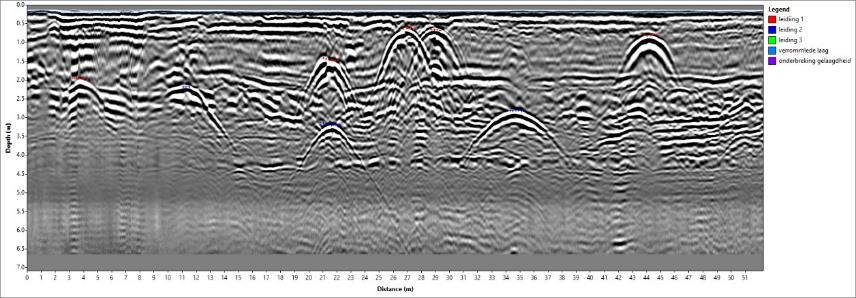 Legend
leidiing 1
leiding 2
leiding 3
verrommlede laag
onderbreking gelaagdheid
Depth (m)
0.0
0.5
1.0
1.5
2.0
2.5
3.0
3.5
4.0
4.5
5.0
5.5
6.0
6.5
7.0
0 1 2 3 4 5 6 7 8 9 10 11 12 13 14 15 16 17 18 19 20 21 22 23 24 25 26 27 28 29 30 31 32 33 34 35 36 37 38 39 40 41 42 43 44 45 46 47 48 49 50 51
Distance (m)